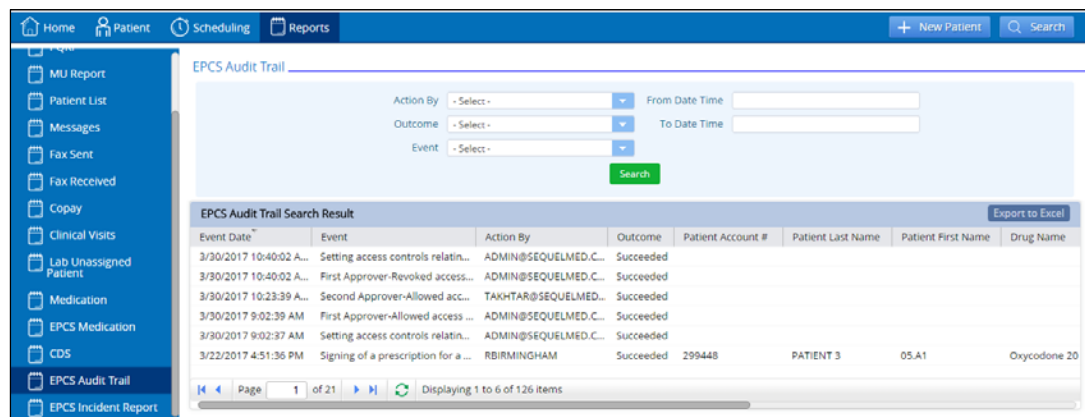 Home Patient Scheduling Reports + New Patient Search
MU Report
Patient List
Messages
Fax Sent
Fax Received
Copay
Clinical Visits
Lab Unassigned
Patient
Medication
EPCS Medication
CDS
EPCS Audit Trail
EPCS Incident Report
EPCS Audit Trail
Action By - Select - From Date Time
Outcome - Select - To Date Time
Event - Select -
Search
EPCS Audit Trail Search Result Export to Excel
Event Date Event Action By Outcome Patient Account # Patient Last Name Patient First Name Drug Name
3/30/2017 10:40:02 A... Setting access controls relatin... ADMIN@SEQUELMED.C... Succeeded
3/30/2017 10:40:02 A... First Approver-Revoked access... ADMIN@SEQUELMED.C... Succeeded
3/30/2017 10:23:39 A... Second Approver-Allowed acc... TAKHTAR@SEQUELMED... Succeeded
3/30/2017 9:02:39 AM First Approver-Allowed access ... ADMIN@SEQUELMED.C... Succeeded
3/30/2017 9:02:37 AM Setting access controls relatin... ADMIN@SEQUELMED.C... Succeeded
3/22/2017 4:51:36 PM Signing of a prescription for a ... RBIRMINGHAM Succeeded 299448 PATIENT 3 05.A1 Oxycodone 20
Page 1 of 21 Displaying 1 to 6 of 126 items